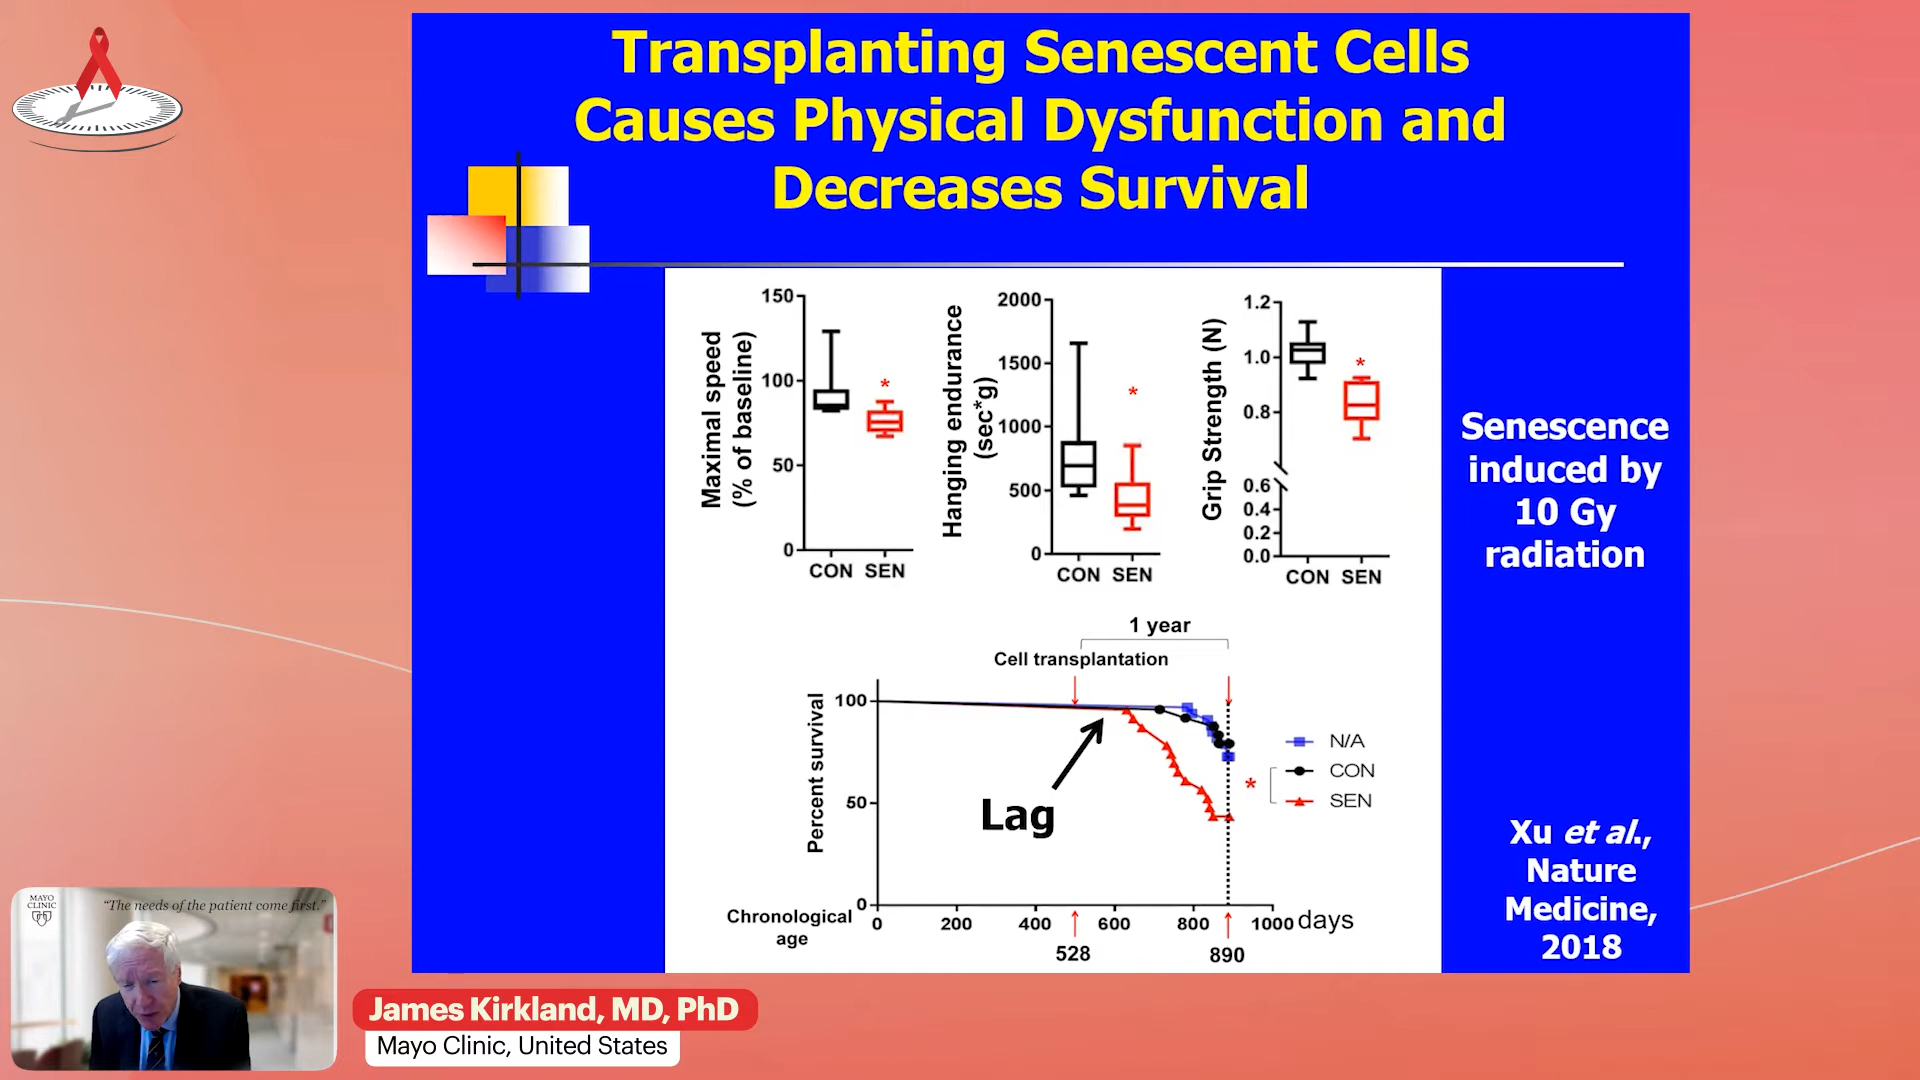 Transplanting Senescent Cells
Causes Physical Dysfunction and
Decreases Survival
Maximal speed
(% of baseline)
150
100
50
0
*
CON SEN
Hanging endurance
(sec*g)
2000
1500
1000
500
0
*
CON SEN
Grip Strength (N)
1.2
1.0
0.8
0.6
0.4
0.2
0.0
*
CON SEN
Senescence
induced by
10 Gy
radiation
1 year
Cell transplantation
Percent survival
100
50
0
Lag
N/A
CON
SEN
*
Chronological
age
0 200 400 600 800 1000 days
528 890
Xu et al.,
Nature
Medicine,
2018
MAYO
CLINIC
“The needs of the patient come first.”
James Kirkland, MD, PhD
Mayo Clinic, United States